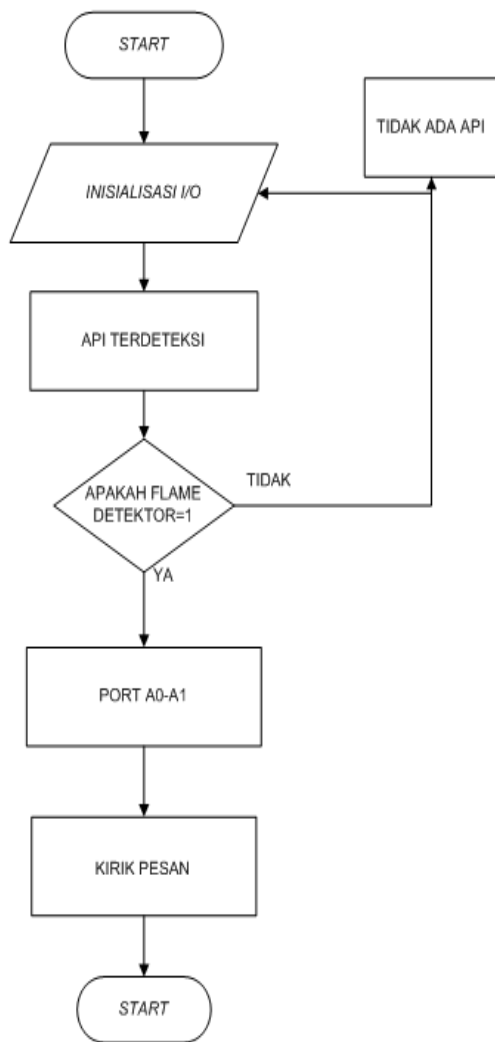 START
TIDAK ADA API
INISIALISASI I/O
API TERDETEKSI
APAKAH FLAME
DETEKTOR=1
TIDAK
YA
PORT A0-A1
KIRIK PESAN
START